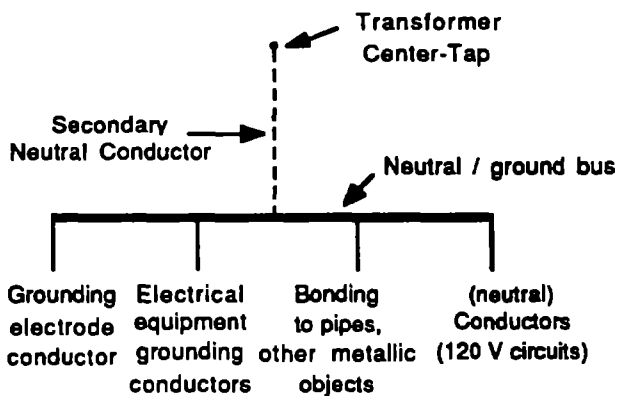 Transformer
Center-Tap
Secondary
Neutral Conductor
Neutral / ground bus
Grounding
electrode
conductor
Electrical
equipment
grounding
conductors
Bonding
to pipes,
other metallic
objects
(neutral)
Conductors
(120 V circuits)